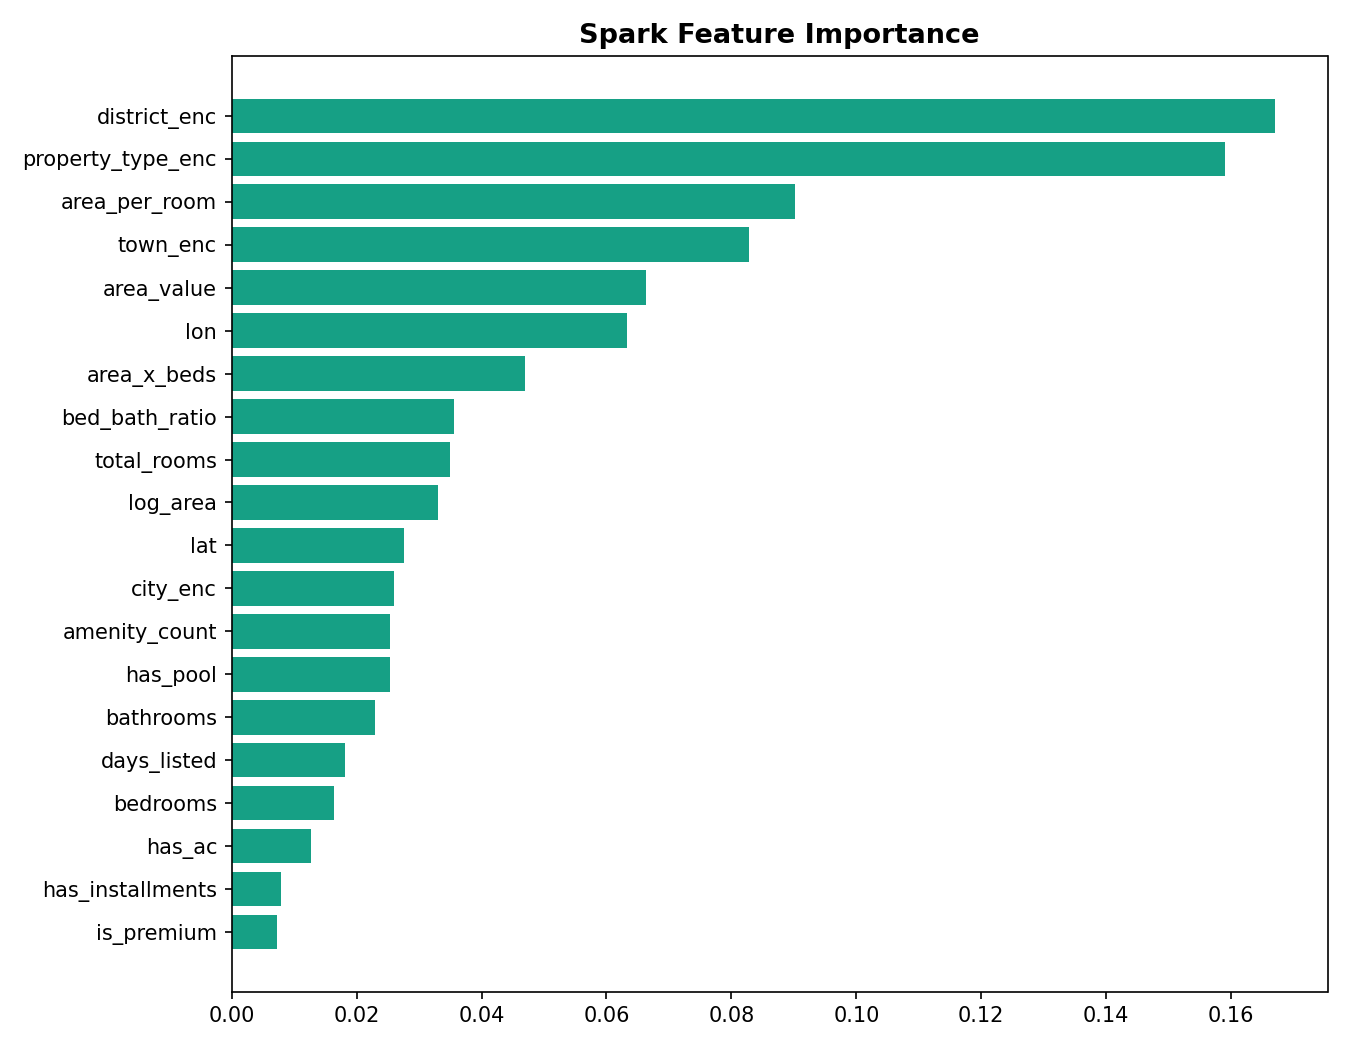 Spark Feature Importance
district_enc
property_type_enc
area_per_room
town_enc
area_value
lon
area_x_beds
bed_bath_ratio
total_rooms
log_area
lat
city_enc
amenity_count
has_pool
bathrooms
days_listed
bedrooms
has_ac
has_installments
is_premium
0.00 0.02 0.04 0.06 0.08 0.10 0.12 0.14 0.16